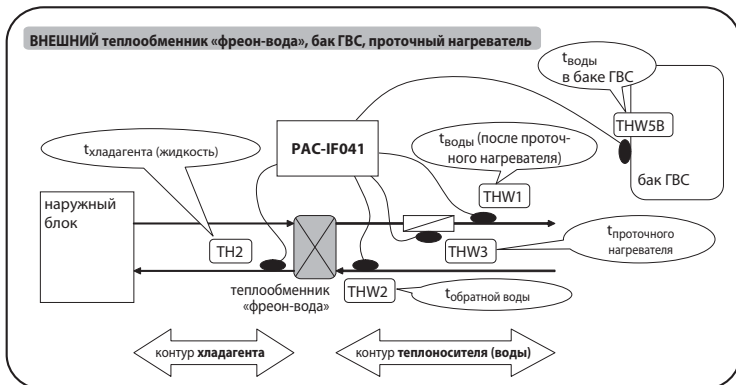 ВНЕШНИЙ теплообменник «фреон-вода», бак ГВС, проточный нагреватель
tводы
в баке ГВС
THW5B
бак ГВС
PAC-IF041
tводы (после проточ-
ного нагревателя)
THW1
tхладагента (жидкость)
наружный
блок
TH2
THW3
tпроточного
нагревателя
теплообменник
«фреон-вода»
THW2
tобратной воды
контур хладагента
контур теплоносителя (воды)